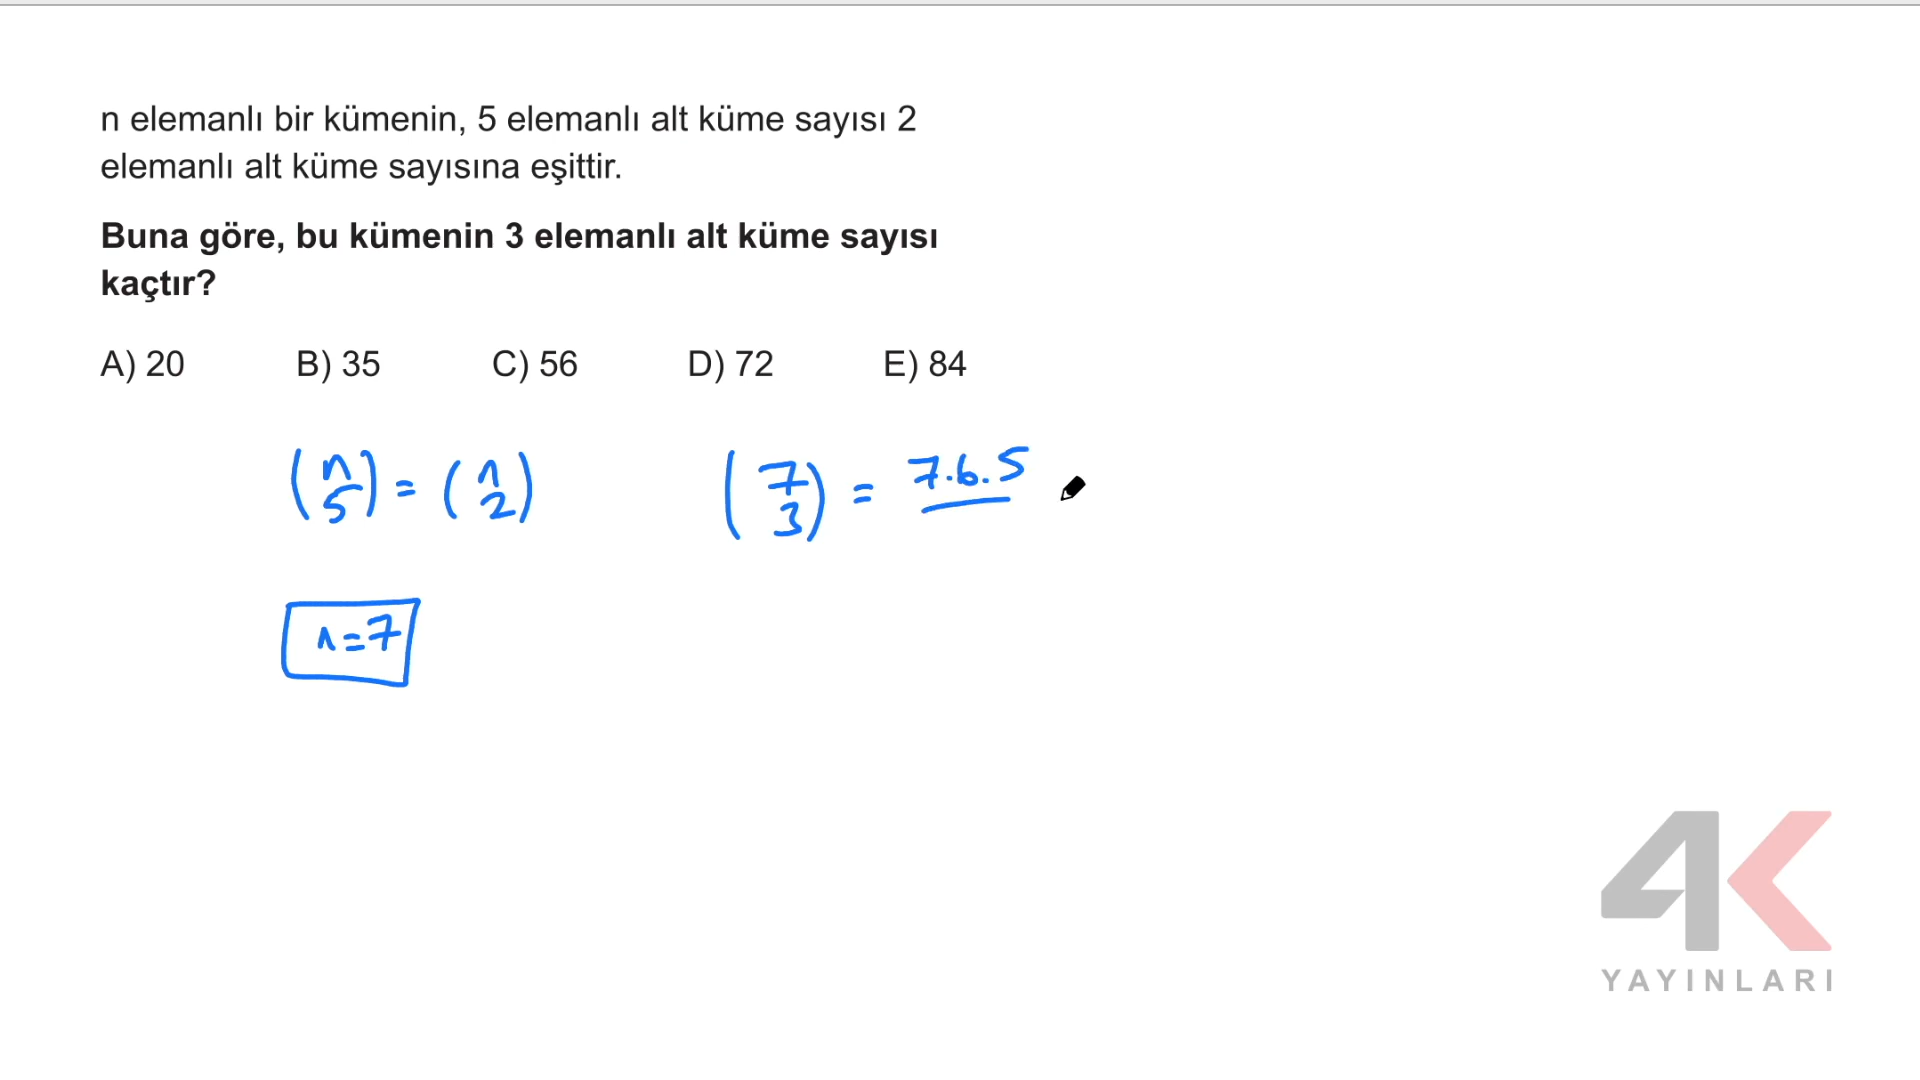 n elemanlı bir kümenin, 5 elemanlı alt küme sayısı 2
elemanlı alt küme sayısına eşittir.
Buna göre, bu kümenin 3 elemanlı alt küme sayısı
kaçtır?
A) 20 B) 35 C) 56 D) 72 E) 84
(n 5) = (n 2) (7 3) = 7.6.5
n=7
4K
YAYINLARI